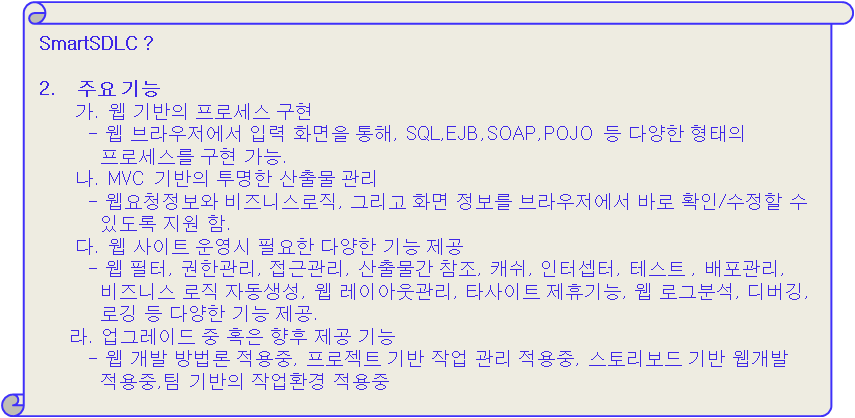 SmartSDLC ?
2. 주요 기능
가. 웹 기반의 프로세스 구현
- 웹 브라우저에서 입력 화면을 통해, SQL,EJB,SOAP,POJO 등 다양한 형태의
프로세스를 구현 가능.
나. MVC 기반의 투명한 산출물 관리
- 웹요청정보와 비즈니스로직, 그리고 화면 정보를 브라우저에서 바로 확인/수정할 수
있도록 지원 함.
다. 웹 사이트 운영시 필요한 다양한 기능 제공
- 웹 필터, 권한관리, 접근관리, 산출물간 참조, 캐쉬, 인터셉터, 테스트 , 배포관리,
비즈니스 로직 자동생성, 웹 레이아웃관리, 타사이트 제휴기능, 웹 로그분석, 디버깅,
로깅 등 다양한 기능 제공.
라. 업그레이드 중 혹은 향후 제공 기능
- 웹 개발 방법론 적용중, 프로젝트 기반 작업 관리 적용중, 스토리보드 기반 웹개발
적용중,팀 기반의 작업환경 적용중